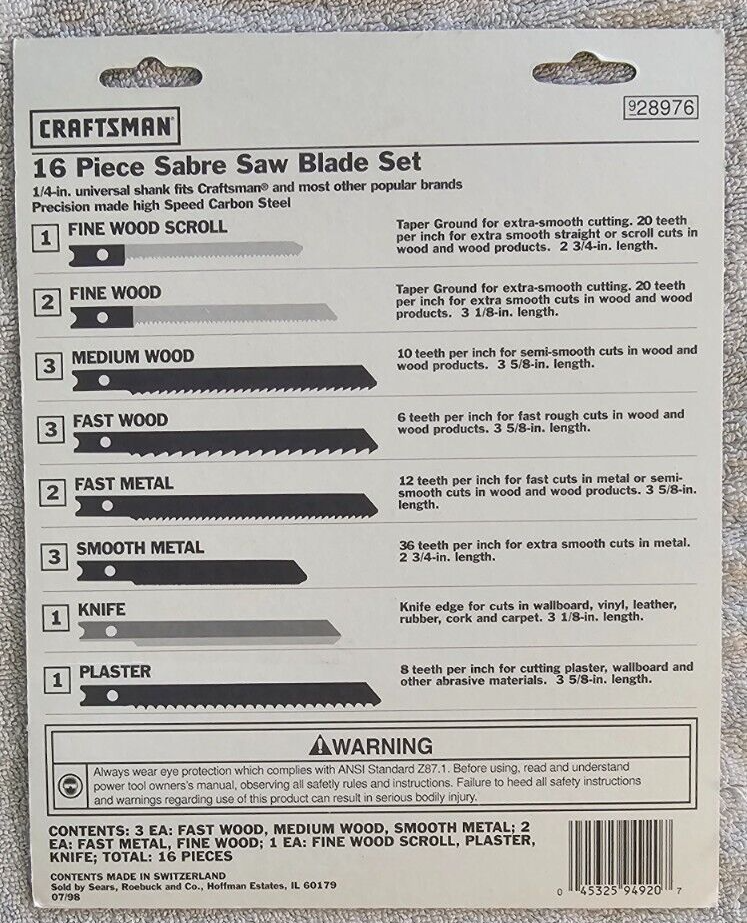 CRAFTSMAN®
928976
16 Piece Sabre Saw Blade Set
1/4-in. universal shank fits Craftsman® and most other popular brands
Precision made high Speed Carbon Steel
1 FINE WOOD SCROLL
Taper Ground for extra-smooth cutting. 20 teeth
per inch for extra smooth straight or scroll cuts in
wood and wood products. 2 3/4-in. length.
2 FINE WOOD
Taper Ground for extra-smooth cutting. 20 teeth
per inch for extra smooth cuts in wood and wood
products. 3 1/8-in. length.
3 MEDIUM WOOD
10 teeth per inch for semi-smooth cuts in wood and
wood products. 3 5/8-in. length.
3 FAST WOOD
6 teeth per inch for fast rough cuts in wood and
wood products. 3 5/8-in. length.
2 FAST METAL
12 teeth per inch for fast cuts in metal or semi-
smooth cuts in wood and wood products. 3 5/8-in.
length.
3 SMOOTH METAL
36 teeth per inch for extra smooth cuts in metal.
2 3/4-in. length.
1 KNIFE
Knife edge for cuts in wallboard, vinyl, leather,
rubber, cork and carpet. 3 1/8-in. length.
1 PLASTER
8 teeth per inch for cutting plaster, wallboard and
other abrasive materials. 3 5/8-in. length.
⚠WARNING
Always wear eye protection which complies with ANSI Standard Z87.1. Before using, read and understand
power tool owner's manual, observing all safetly rules and instructions. Failure to heed all safety instructions
and warnings regarding use of this product can result in serious bodily injury.
CONTENTS: 3 EA: FAST WOOD, MEDIUM WOOD, SMOOTH METAL; 2
EA: FAST METAL, FINE WOOD; 1 EA: FINE WOOD SCROLL, PLASTER,
KNIFE; TOTAL: 16 PIECES
CONTENTS MADE IN SWITZERLAND
Sold by Sears, Roebuck and Co., Hoffman Estates, IL 60179
07/98
0 45325 94920 7